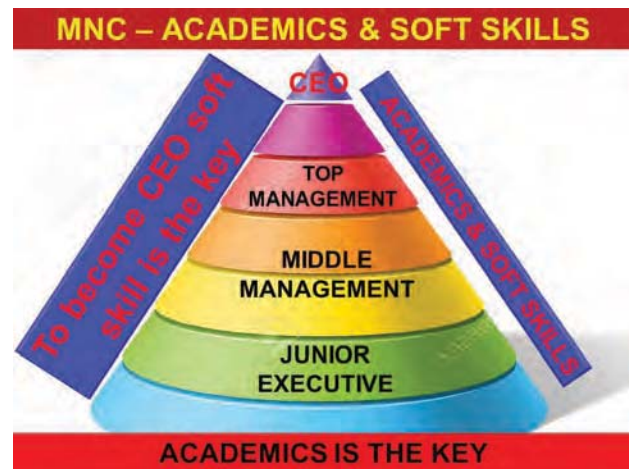 MNC – ACADEMICS & SOFT SKILLS
CEO
To become CEO soft
skill is the key
ACADEMICS & SOFT SKILLS
TOP
MANAGEMENT
MIDDLE
MANAGEMENT
JUNIOR
EXECUTIVE
ACADEMICS IS THE KEY